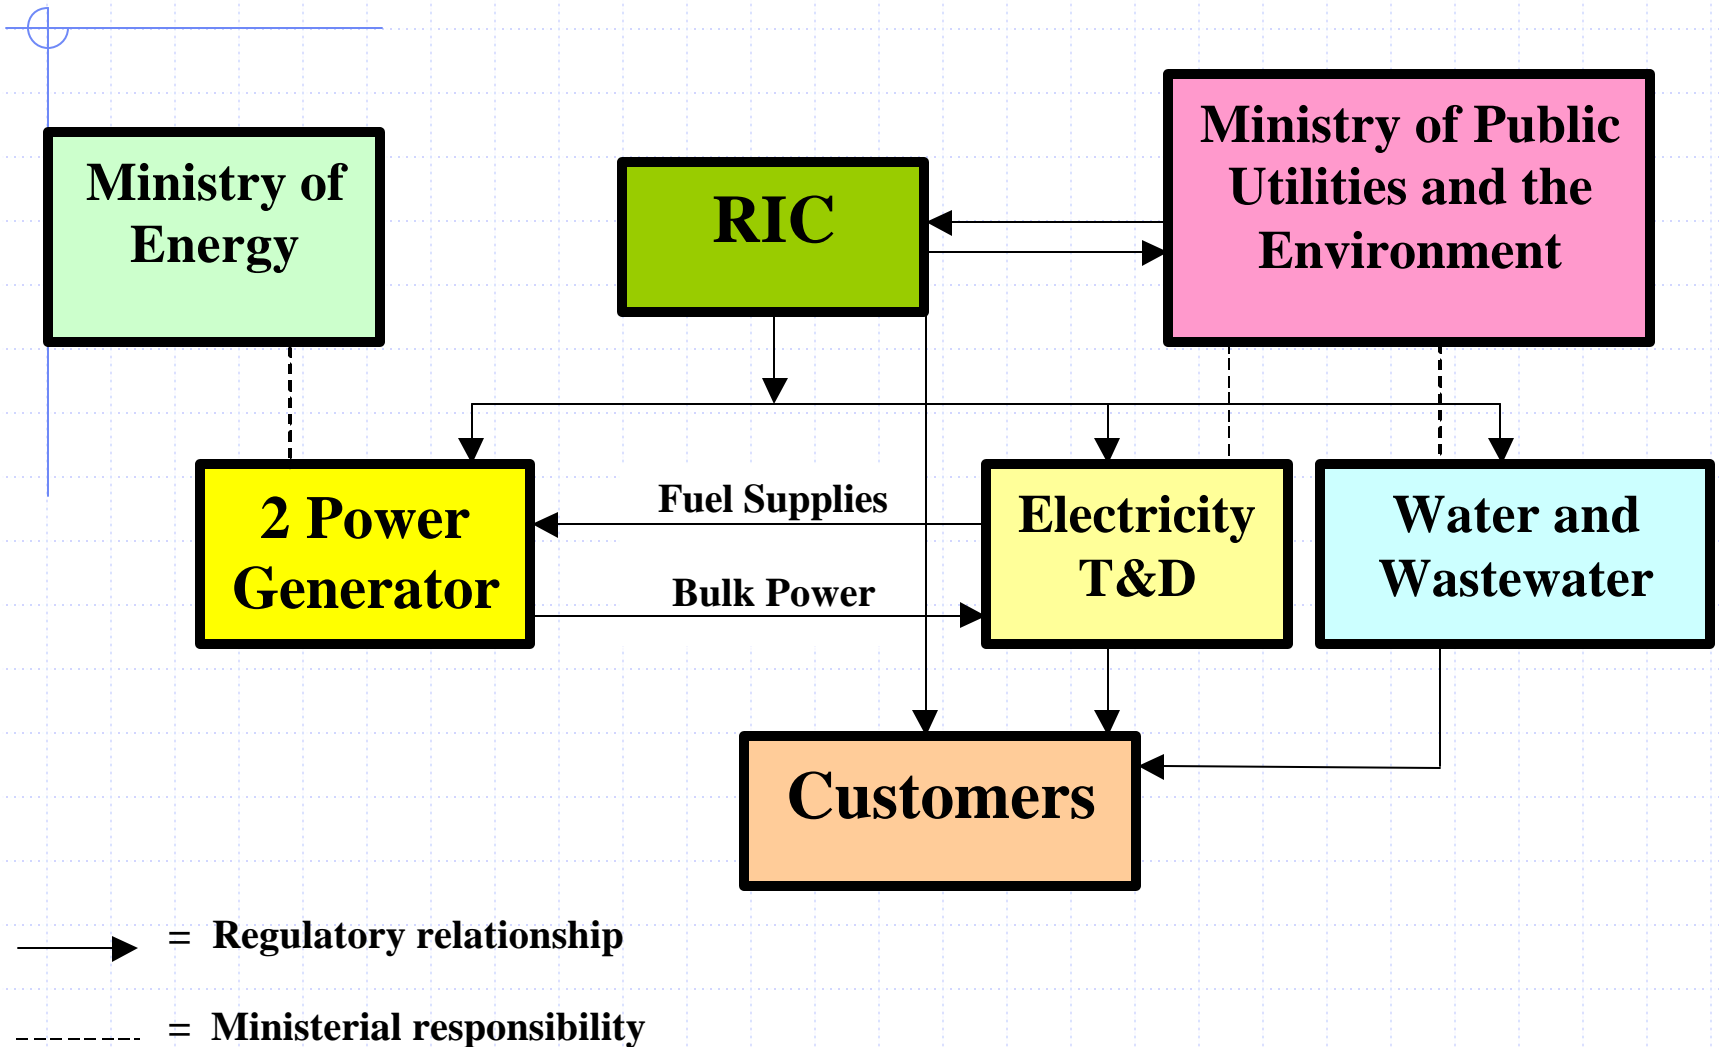 Ministry of
Energy
RIC
Ministry of Public
Utilities and the
Environment
2 Power
Generator
Fuel Supplies
Bulk Power
Electricity
T&D
Water and
Wastewater
Customers
= Regulatory relationship
= Ministerial responsibility